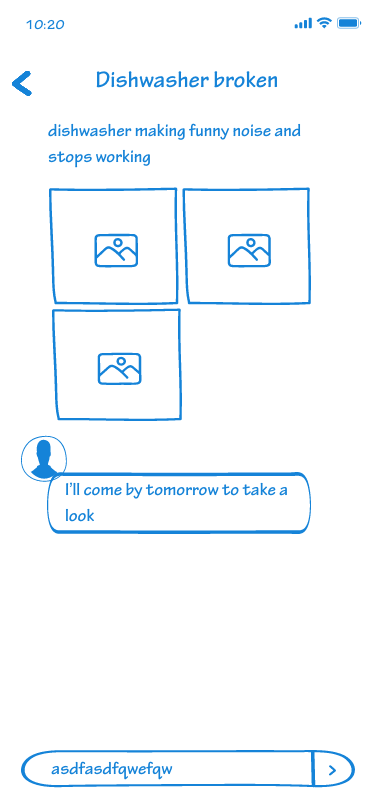 10:20
Dishwasher broken
dishwasher making funny noise and
stops working
I'll come by tomorrow to take a
look
asdfasdfqwefqw